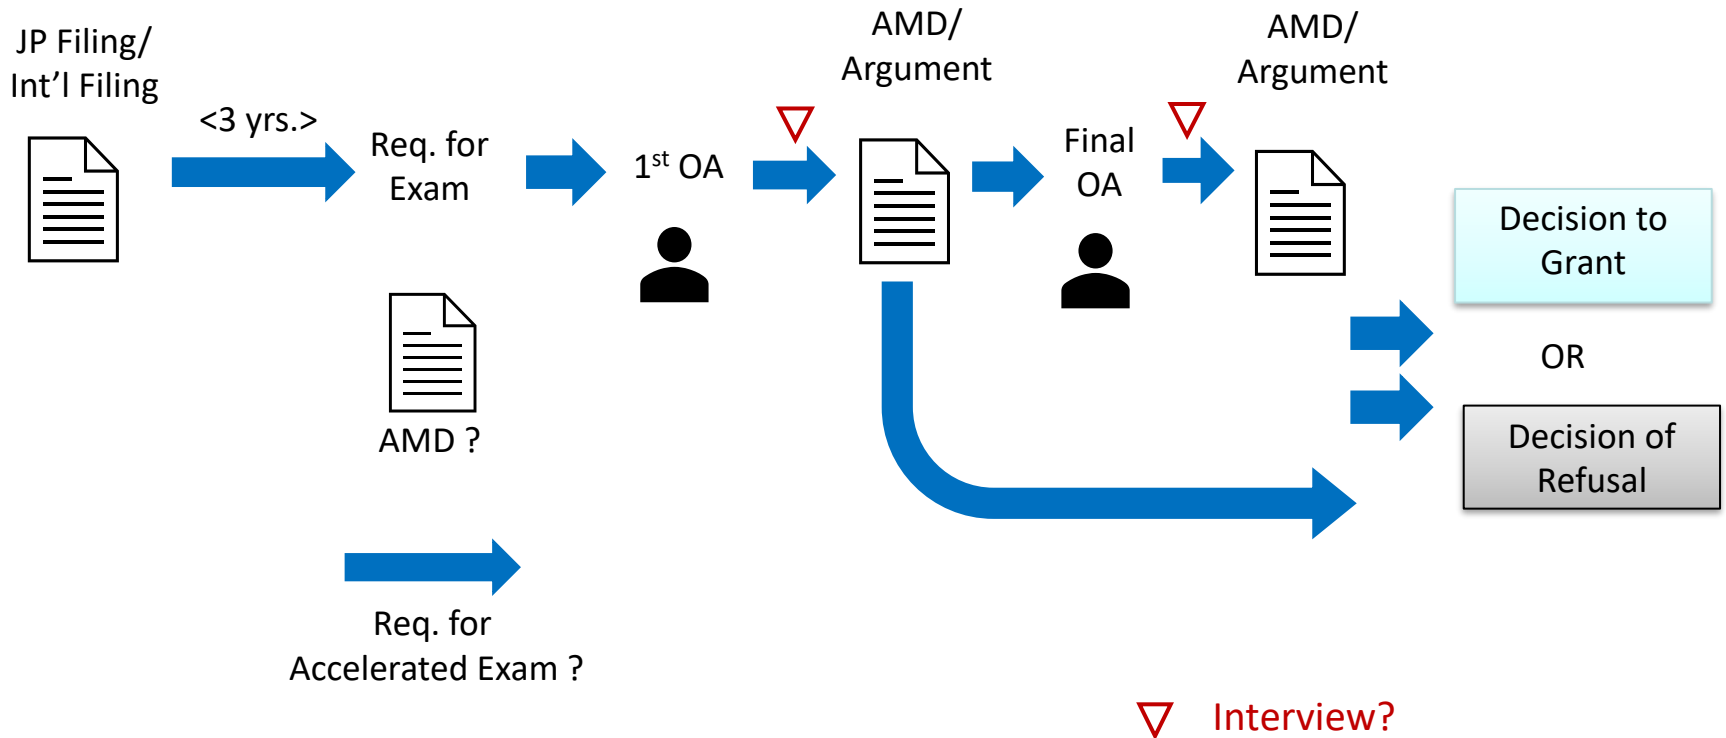 JP Filing/
Int’l Filing
<3 yrs.>
Req. for
Exam
AMD ?
Req. for
Accelerated Exam ?
1st OA
AMD/
Argument
Final
OA
AMD/
Argument
Decision to
Grant
OR
Decision of
Refusal
Interview?